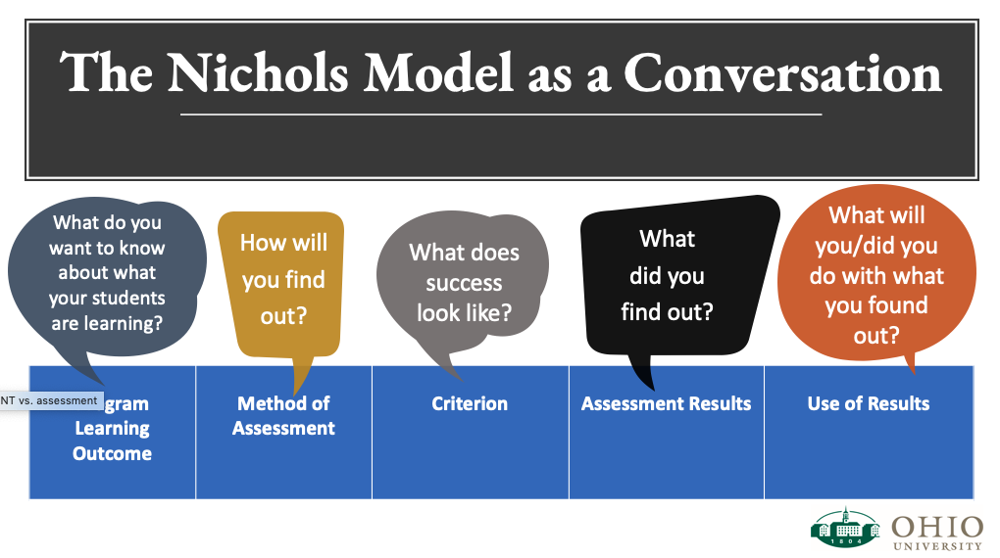 The Nichols Model as a Conversation
What do you
want to know
about what
your students
are learning?
How will
you find
out?
What does
success
look like?
What
did you
find out?
What will
you/did you
do with what
you found
out?
NT vs. assessment
gram
Learning
Outcome
Method of
Assessment
Criterion
Assessment Results
Use of Results
1804
OHIO
UNIVERSITY